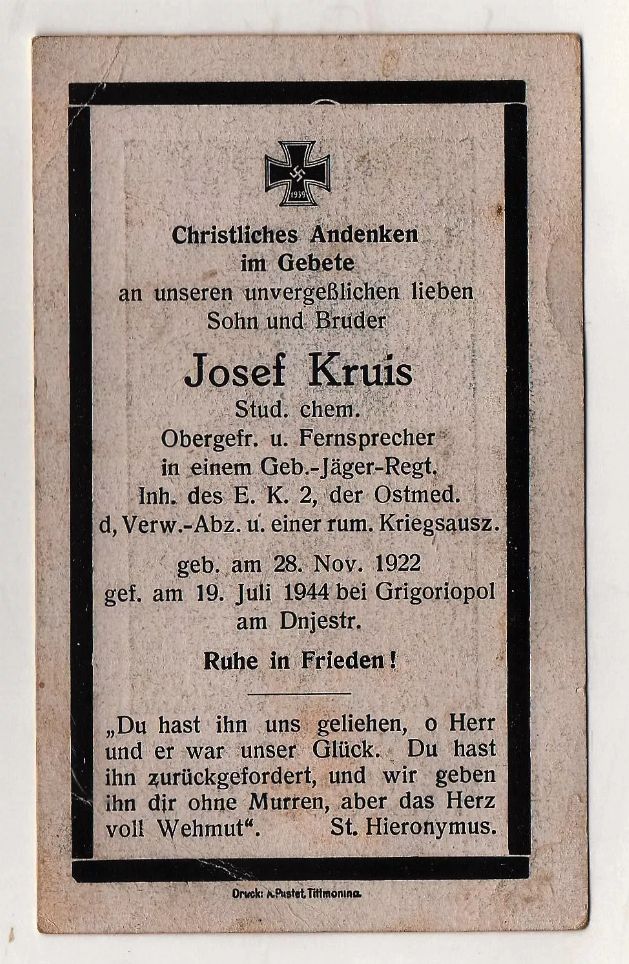 1939
Christliches Andenken
im Gebete
an unseren unvergeßlichen lieben
Sohn und Bruder
Josef Kruis
Stud. chem.
Obergefr. u. Fernsprecher
in einem Geb.-Jäger-Regt.
Inh. des E. K. 2, der Ostmed.
d, Verw.-Abz. u. einer rum. Kriegsausz.
geb. am 28. Nov. 1922
gef. am 19. Juli 1944 bei Grigoriopol
am Dnjestr.
Ruhe in Frieden!
„Du hast ihn uns geliehen, o Herr
und er war unser Glück. Du hast
ihn zurückgefordert, und wir geben
ihn dir ohne Murren, aber das Herz
voll Wehmut“. St. Hieronymus.
Druck: A. Pustet, Tittmoning.